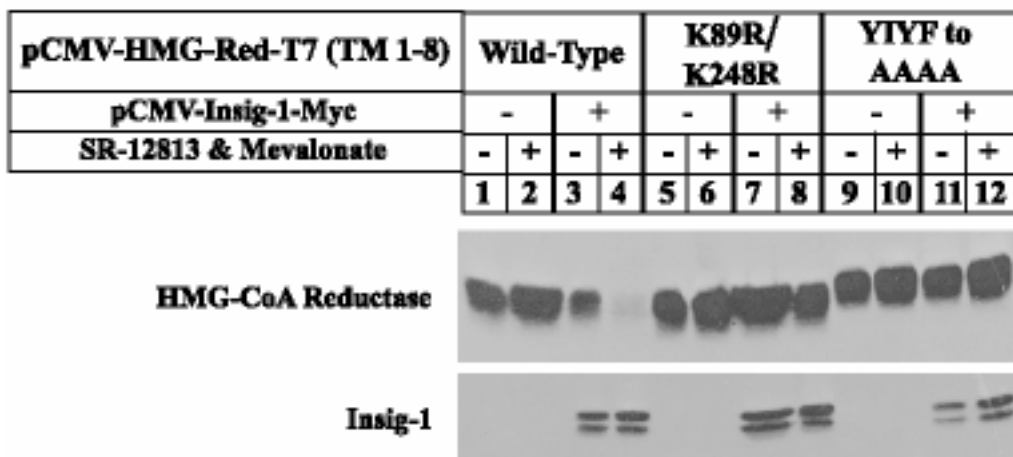 pCMV-HMG-Red-T7 (TM 1-8) Wild-Type K89R/ K248R YIYF to AAAA
pCMV-Insig-1-Myc - + - + - +
SR-12813 & Mevalonate - + - + - + - + - + - +
1 2 3 4 5 6 7 8 9 10 11 12
HMG-CoA Reductase
Insig-1